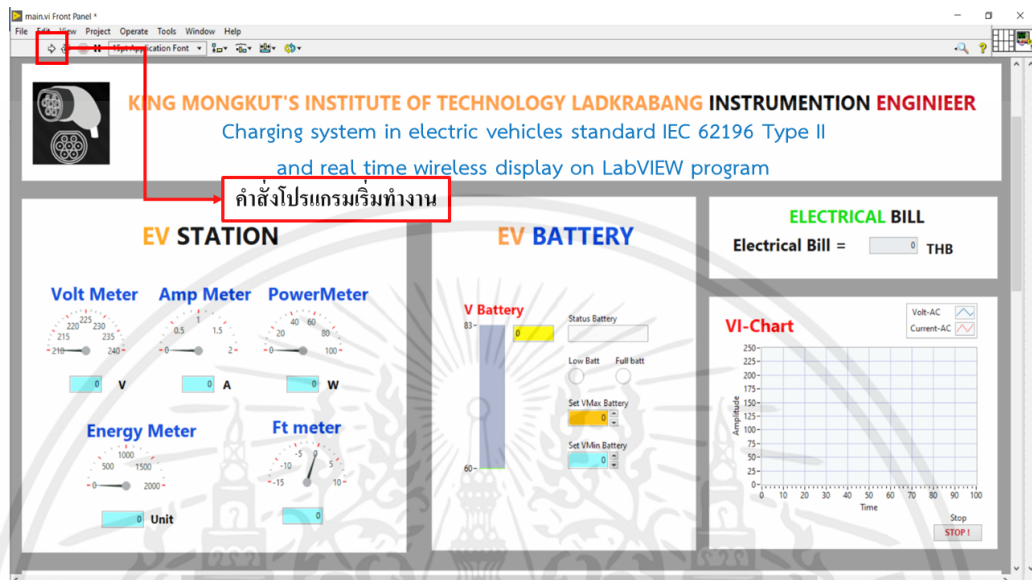 main.vi Front Panel *
File Edit View Project Operate Tools Window Help
15pt Application Font
KING MONGKUT'S INSTITUTE OF TECHNOLOGY LADKRABANG INSTRUMENTION ENGINIEER
Charging system in electric vehicles standard IEC 62196 Type II
and real time wireless display on LabVIEW program
คำสั่งโปรแกรมเริ่มทำงาน
EV STATION
Volt Meter Amp Meter PowerMeter
210 215 220 225 230 235 240
0 0.5 1 1.5 2
0 20 40 60 80 100
0 V
0 A
0 W
Energy Meter Ft meter
0 500 1000 1500 2000
-15 -10 -5 0 5 10
0 Unit
0
EV BATTERY
V Battery
83
60
0
Status Battery
Low Batt Full batt
Set VMax Battery
0
Set VMin Battery
0
ELECTRICAL BILL
Electrical Bill = 0 THB
VI-Chart
Volt-AC
Current-AC
Amplitude
250
225
200
175
150
125
100
75
50
25
0
0 10 20 30 40 50 60 70 80 90 100
Time
Stop
STOP !